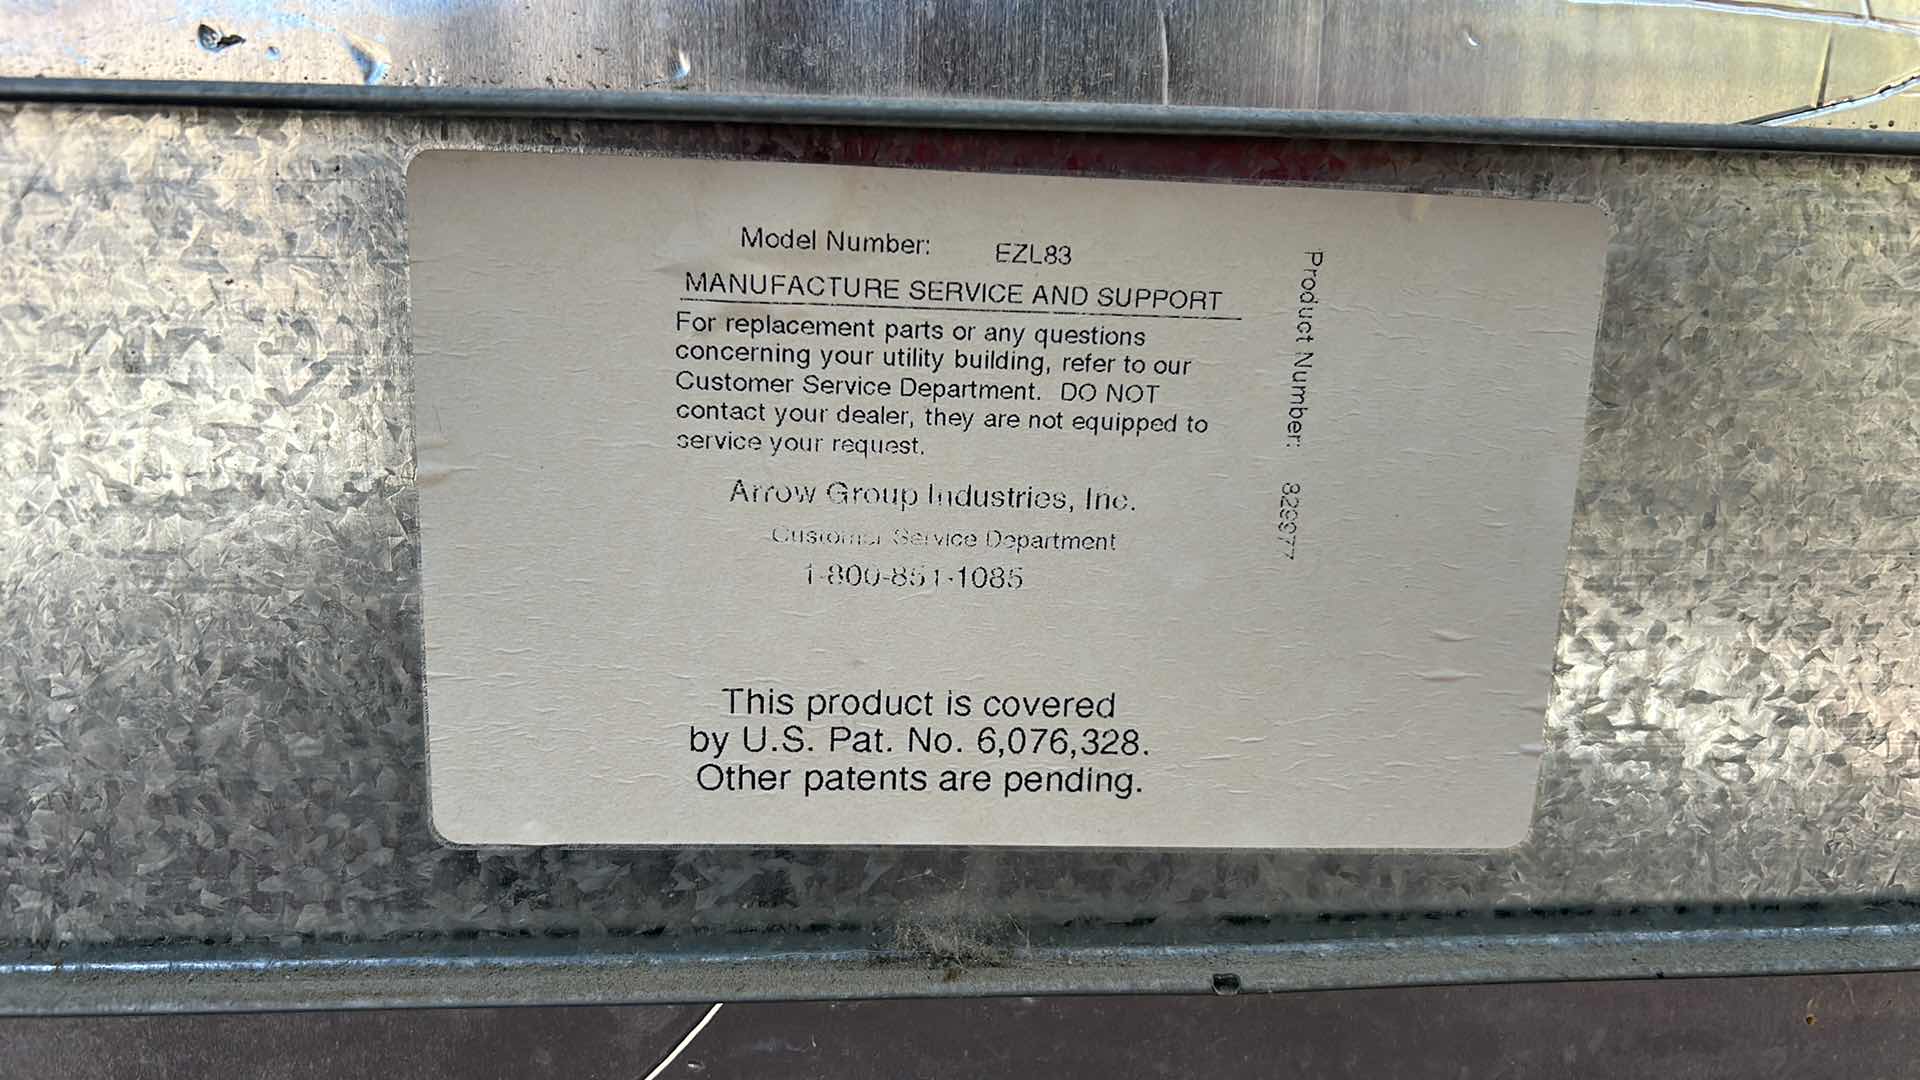 Model Number: EZL83
MANUFACTURE SERVICE AND SUPPORT
For replacement parts or any questions
concerning your utility building, refer to our
Customer Service Department. DO NOT
contact your dealer, they are not equipped to
service your request.
Arrow Group Industries, Inc.
Customer Service Department
1-800-851-1085
This product is covered
by U.S. Pat. No. 6,076,328.
Other patents are pending.
Product Number: